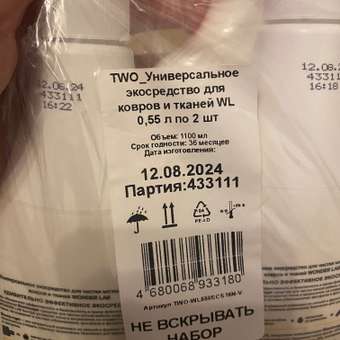 12.08.24
433111
16:22
12.08.24
433111
16:18
TWO_Универсальное
экосредство для
ковров и тканей WL
0,55 л по 2 шт
Объем: 1100 мл
Срок годности: 36 месяцев
Дата изготовления:
12.08.2024
Партия:433111
4 680068 933180
НЕ ВСКРЫВАТЬ
НАБОР